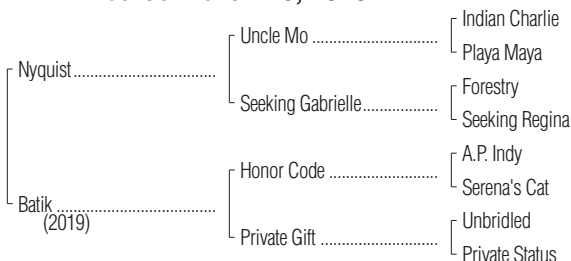 Indian Charlie
Uncle Mo
Playa Maya
Nyquist
Forestry
Seeking Gabrielle
Seeking Regina
A.P. Indy
Honor Code
Serena's Cat
Batik
(2019)
Unbridled
Private Gift
Private Status